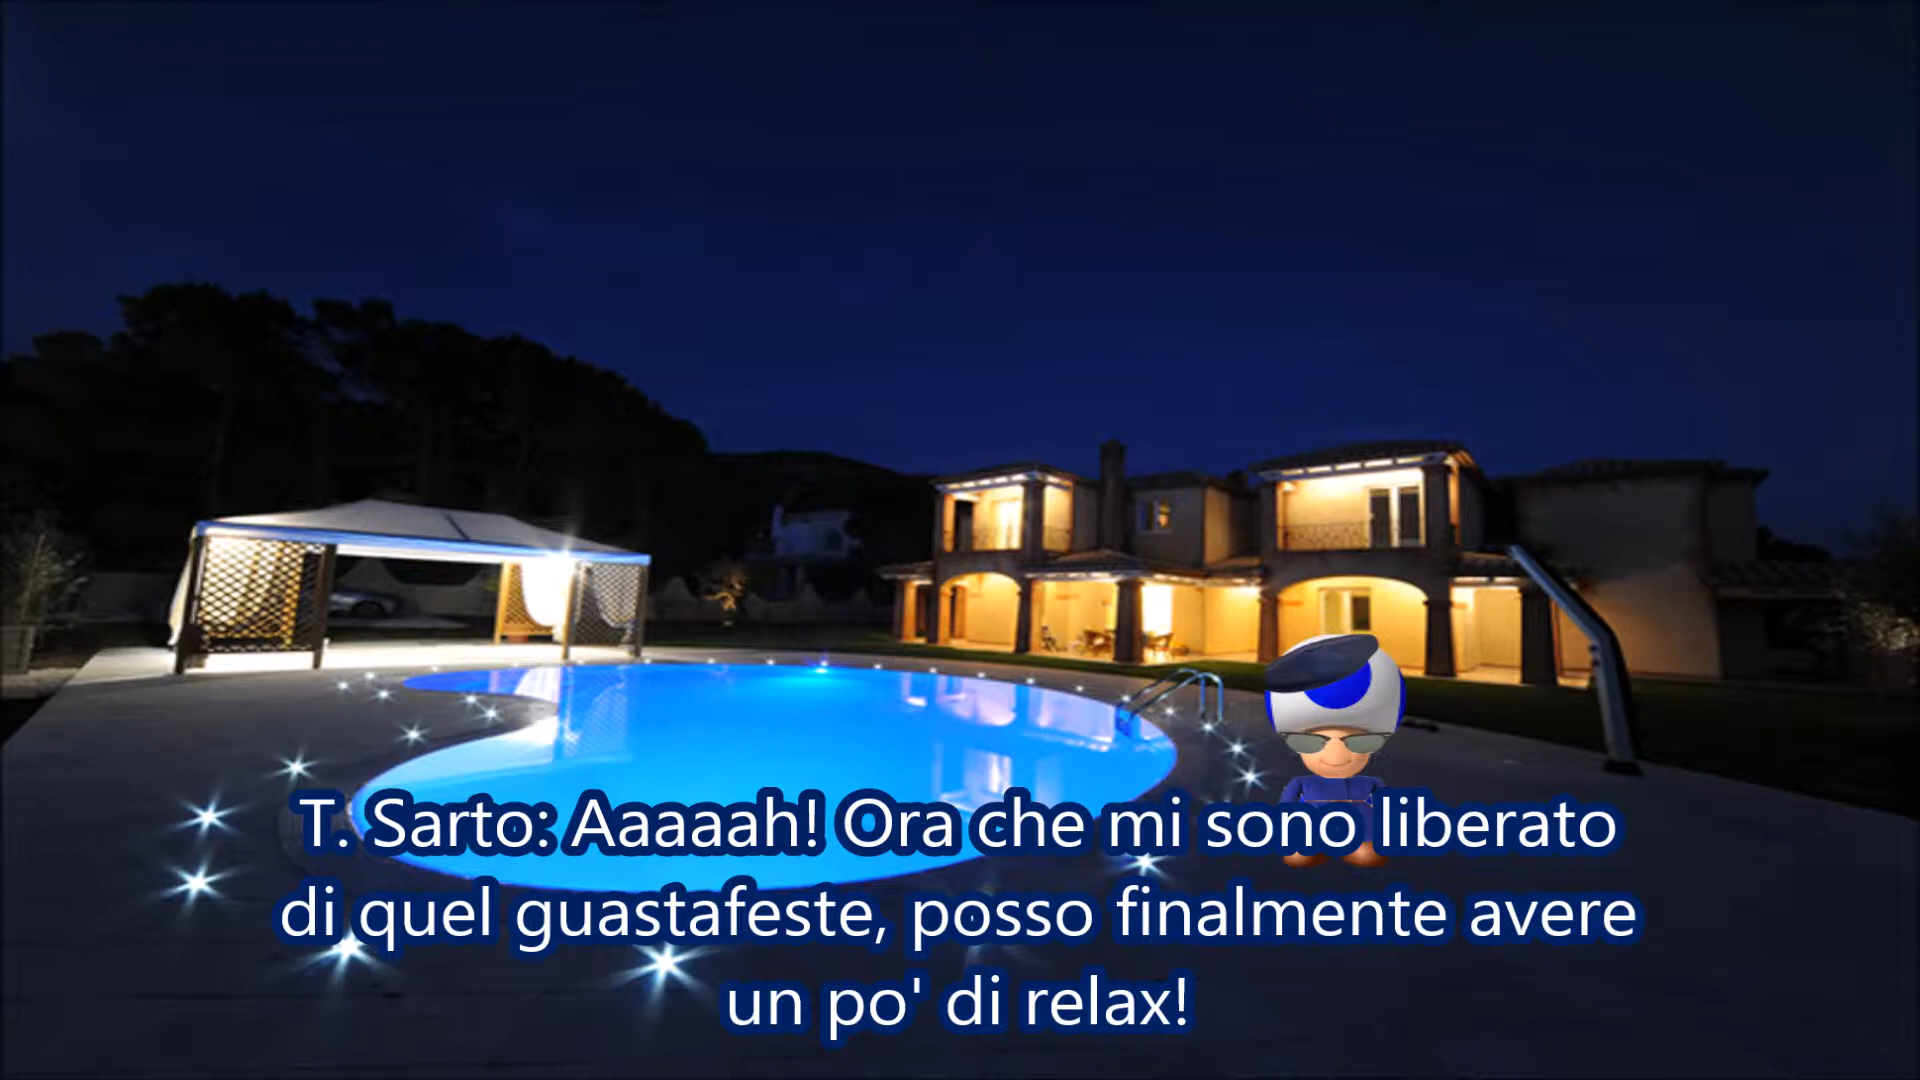 T. Sarto: Aaaaah! Ora che mi sono liberato
di quel guastafeste, posso finalmente avere
un po' di relax!